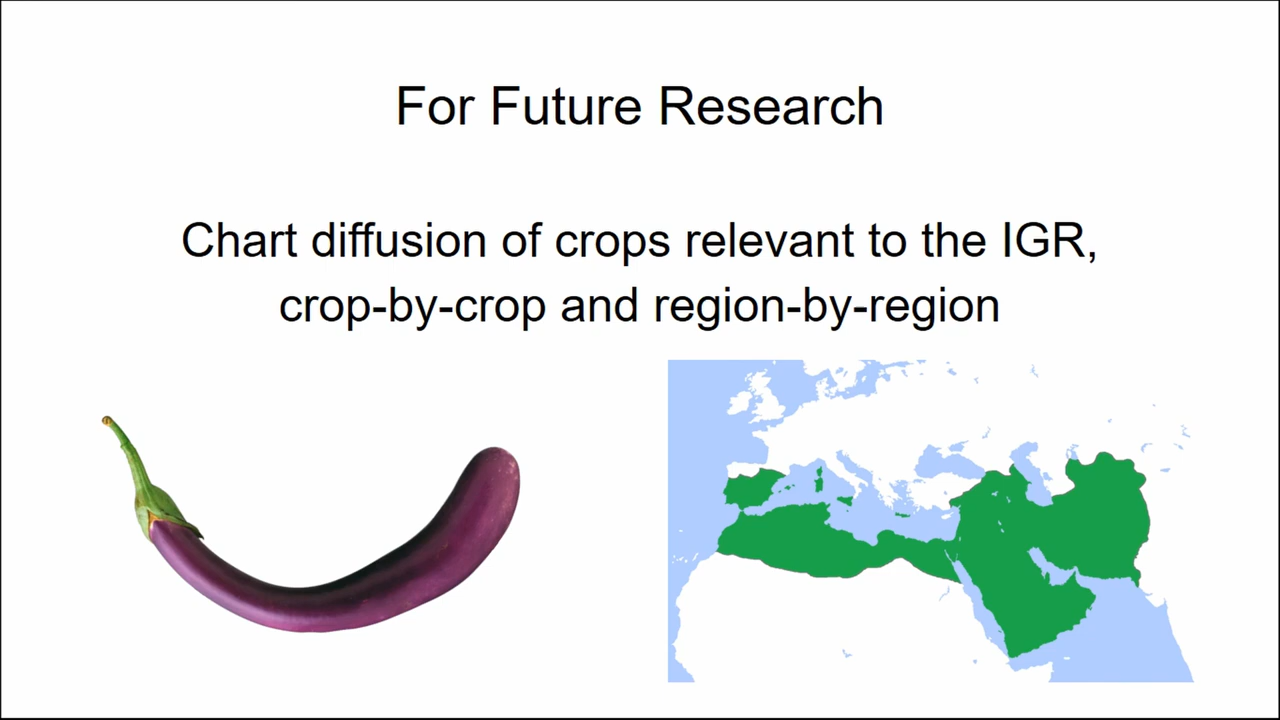 For Future Research
Chart diffusion of crops relevant to the IGR,
crop-by-crop and region-by-region